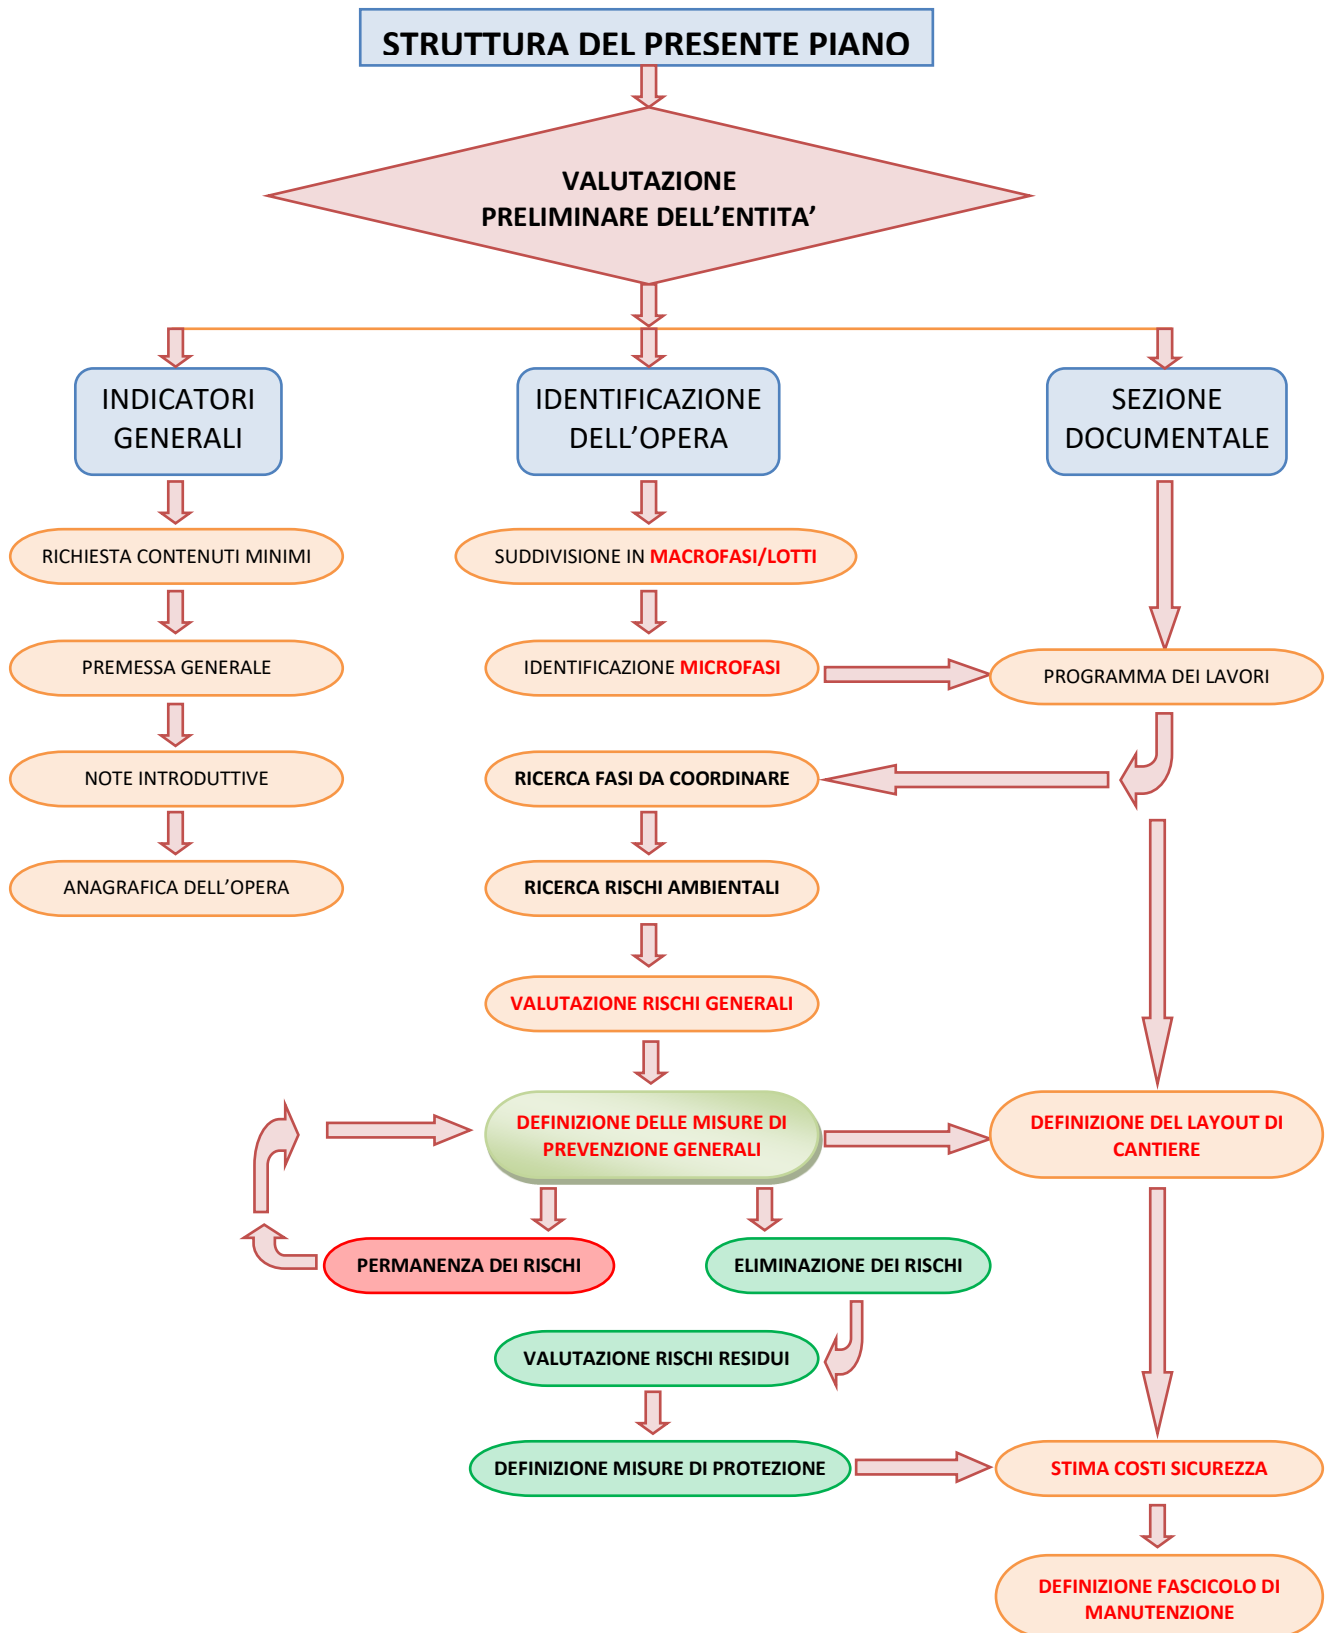 STRUTTURA DEL PRESENTE PIANO
VALUTAZIONE
PRELIMINARE DELL’ENTITA’
INDICATORI
GENERALI
IDENTIFICAZIONE
DELL’OPERA
SEZIONE
DOCUMENTALE
RICHIESTA CONTENUTI MINIMI
SUDDIVISIONE IN MACROFASI/LOTTI
PREMESSA GENERALE
IDENTIFICAZIONE MICROFASI
PROGRAMMA DEI LAVORI
NOTE INTRODUTTIVE
RICERCA FASI DA COORDINARE
ANAGRAFICA DELL’OPERA
RICERCA RISCHI AMBIENTALI
VALUTAZIONE RISCHI GENERALI
DEFINIZIONE DELLE MISURE DI
PREVENZIONE GENERALI
DEFINIZIONE DEL LAYOUT DI
CANTIERE
PERMANENZA DEI RISCHI
ELIMINAZIONE DEI RISCHI
VALUTAZIONE RISCHI RESIDUI
DEFINIZIONE MISURE DI PROTEZIONE
STIMA COSTI SICUREZZA
DEFINIZIONE FASCICOLO DI
MANUTENZIONE